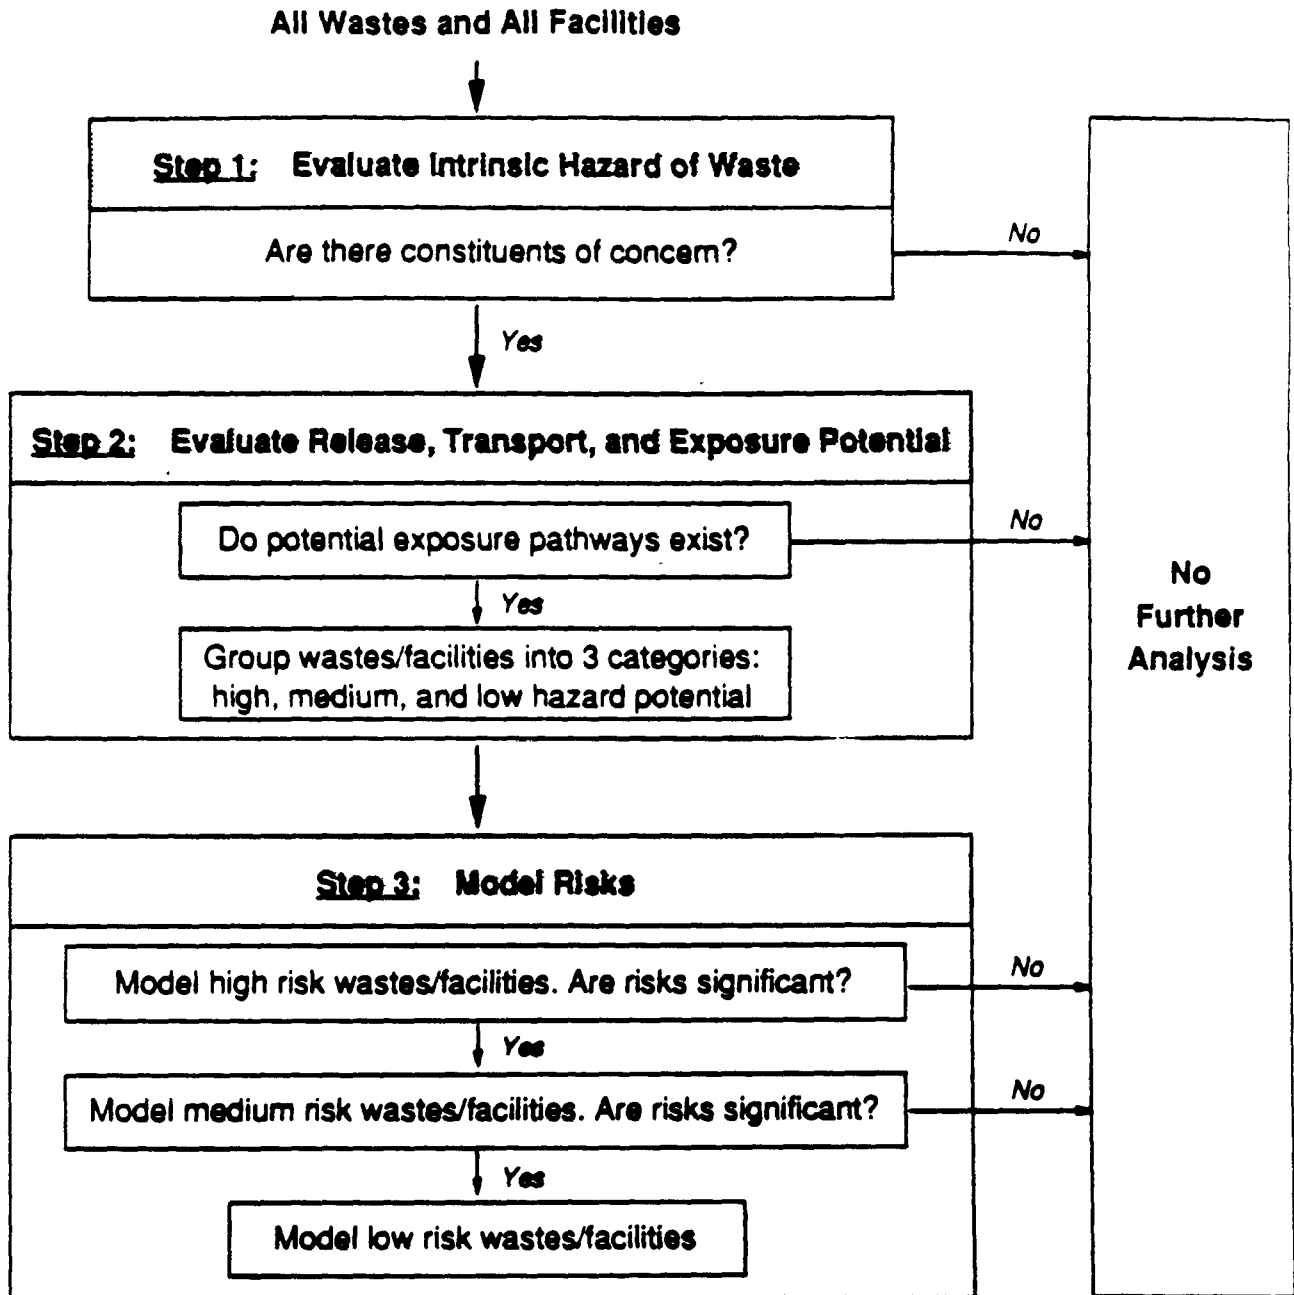 All Wastes and All Facilities
Step 1: Evaluate Intrinsic Hazard of Waste
Are there constituents of concern?
No
Yes
Step 2: Evaluate Release, Transport, and Exposure Potential
Do potential exposure pathways exist?
No
Yes
Group wastes/facilities into 3 categories:
high, medium, and low hazard potential
No
Further
Analysis
Step 3: Model Risks
Model high risk wastes/facilities. Are risks significant?
No
Yes
Model medium risk wastes/facilities. Are risks significant?
No
Yes
Model low risk wastes/facilities